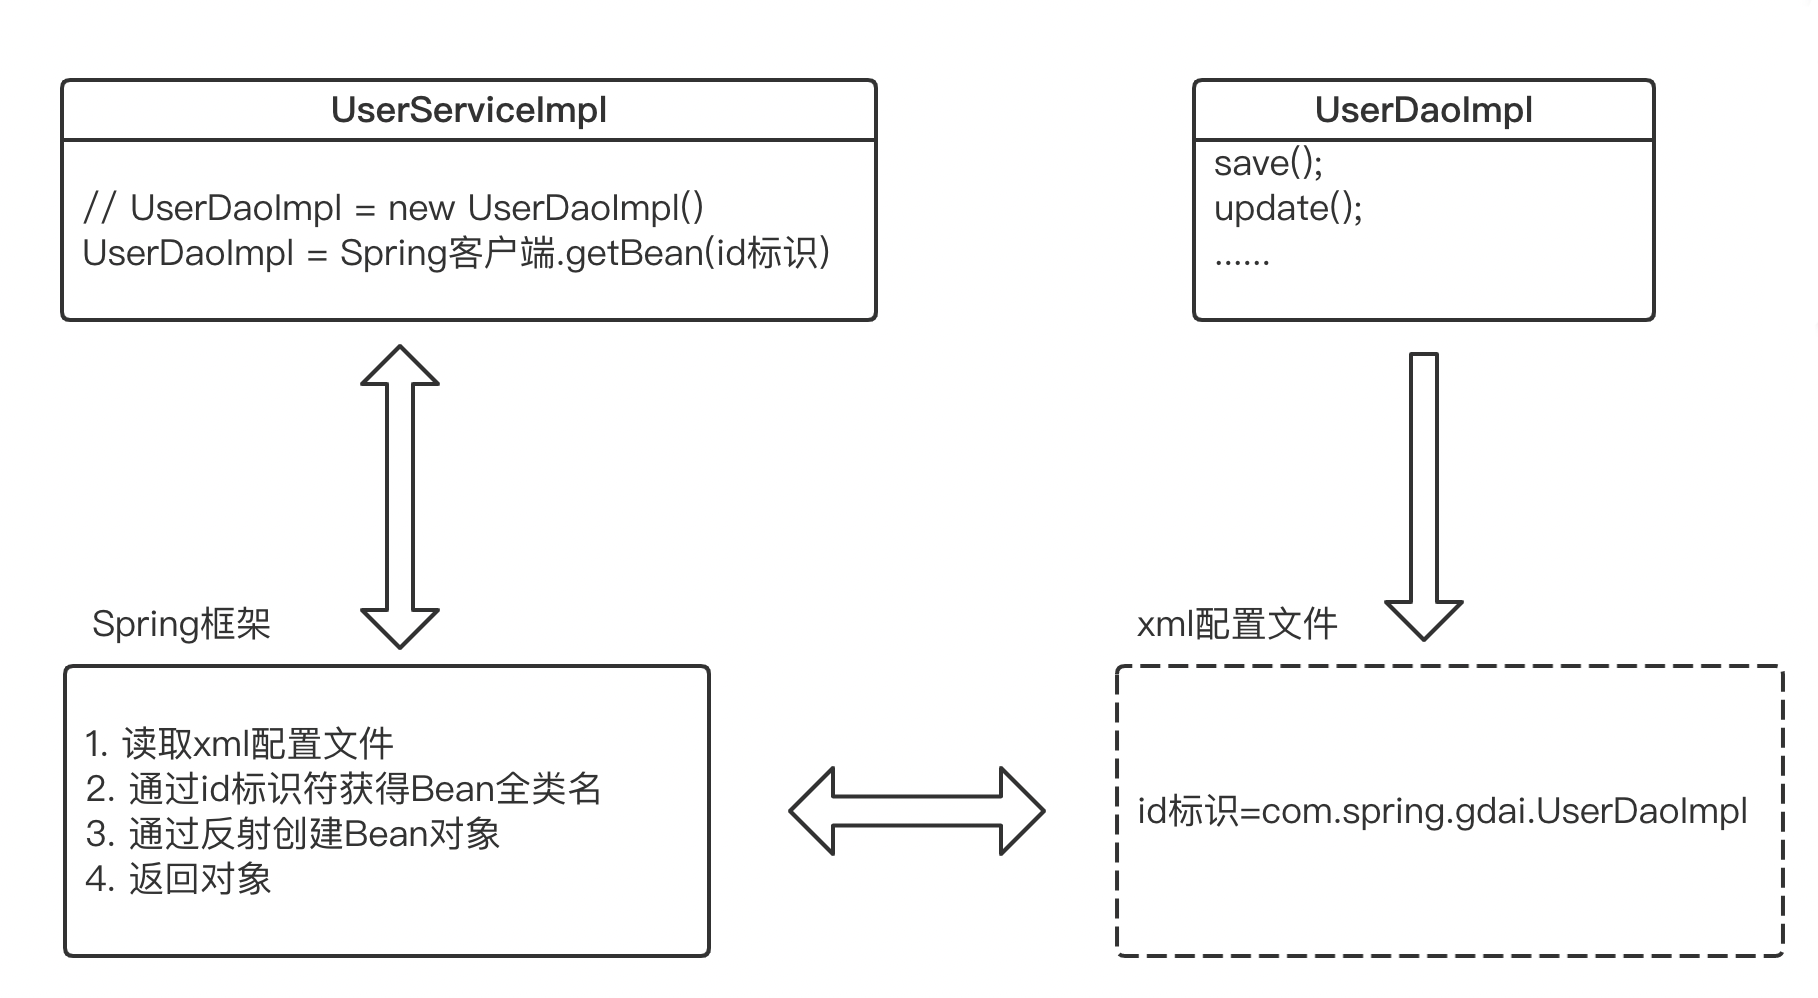 UserServiceImpl
// UserDaoImpl = new UserDaoImpl()
UserDaoImpl = Spring客户端.getBean(id标识)
UserDaoImpl
save();
update();
......
Spring框架
1. 读取xml配置文件
2. 通过id标识符获得Bean全类名
3. 通过反射创建Bean对象
4. 返回对象
xml配置文件
id标识=com.spring.gdai.UserDaoImpl